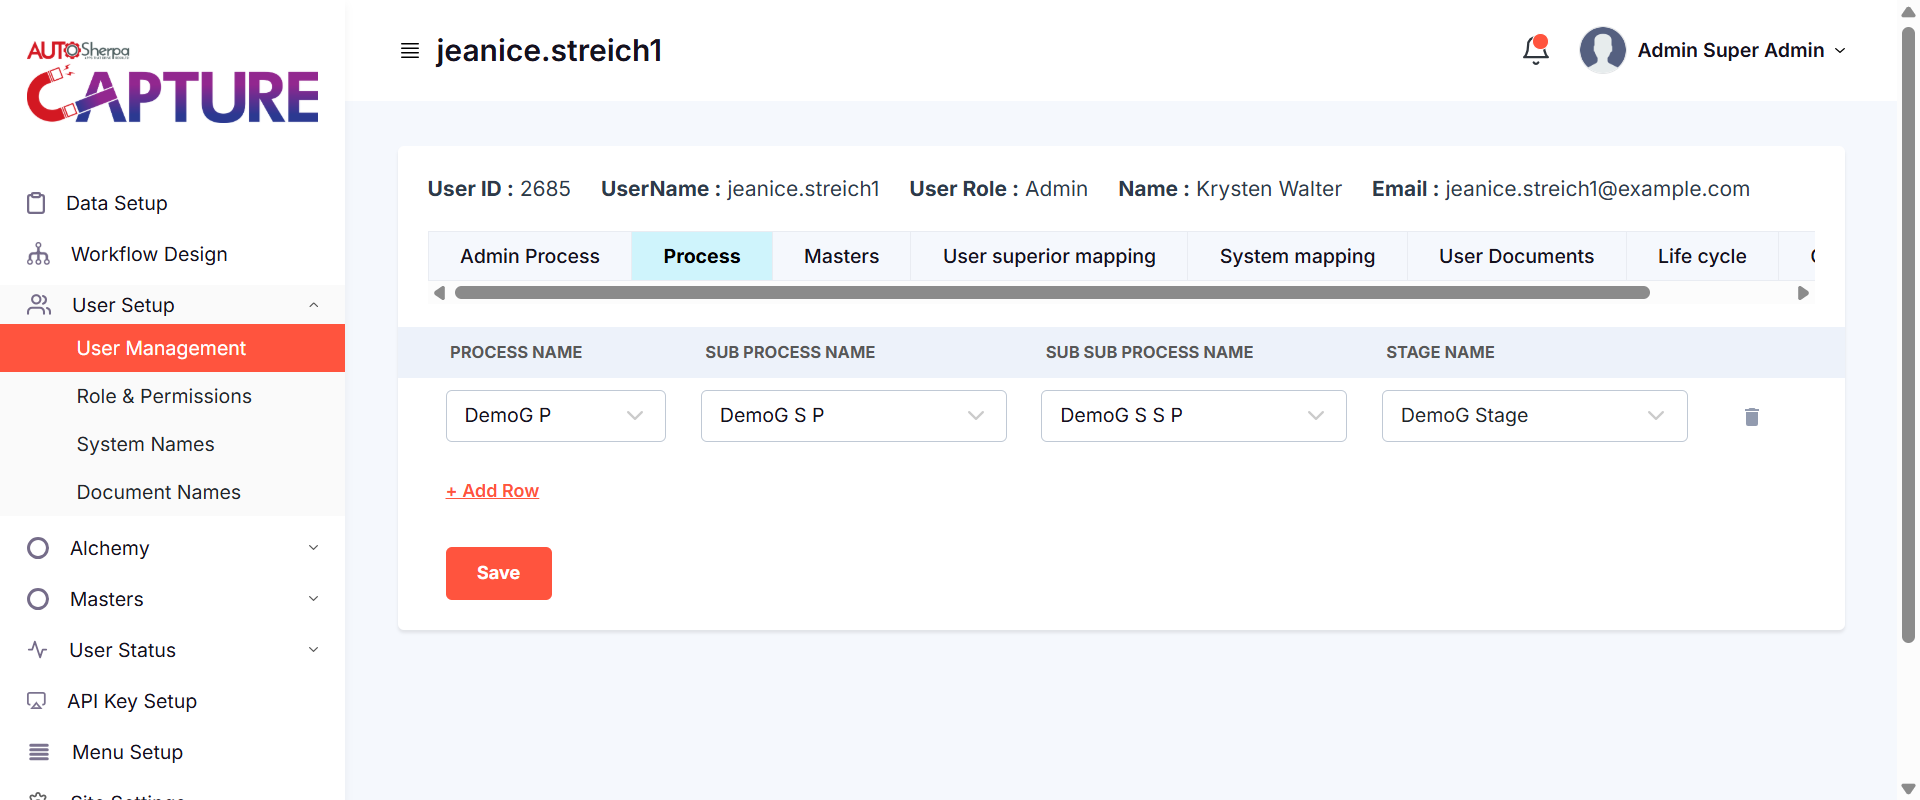 AUTOSherpa
CAPTURE
jeanice.streich1
Admin Super Admin
Data Setup
Workflow Design
User Setup
User Management
Role & Permissions
System Names
Document Names
Alchemy
Masters
User Status
API Key Setup
Menu Setup
Site Settings
User ID : 2685 UserName : jeanice.streich1 User Role : Admin Name : Krysten Walter Email : jeanice.streich1@example.com
Admin Process Process Masters User superior mapping System mapping User Documents Life cycle
PROCESS NAME SUB PROCESS NAME SUB SUB PROCESS NAME STAGE NAME
DemoG P DemoG S P DemoG S S P DemoG Stage
+ Add Row
Save